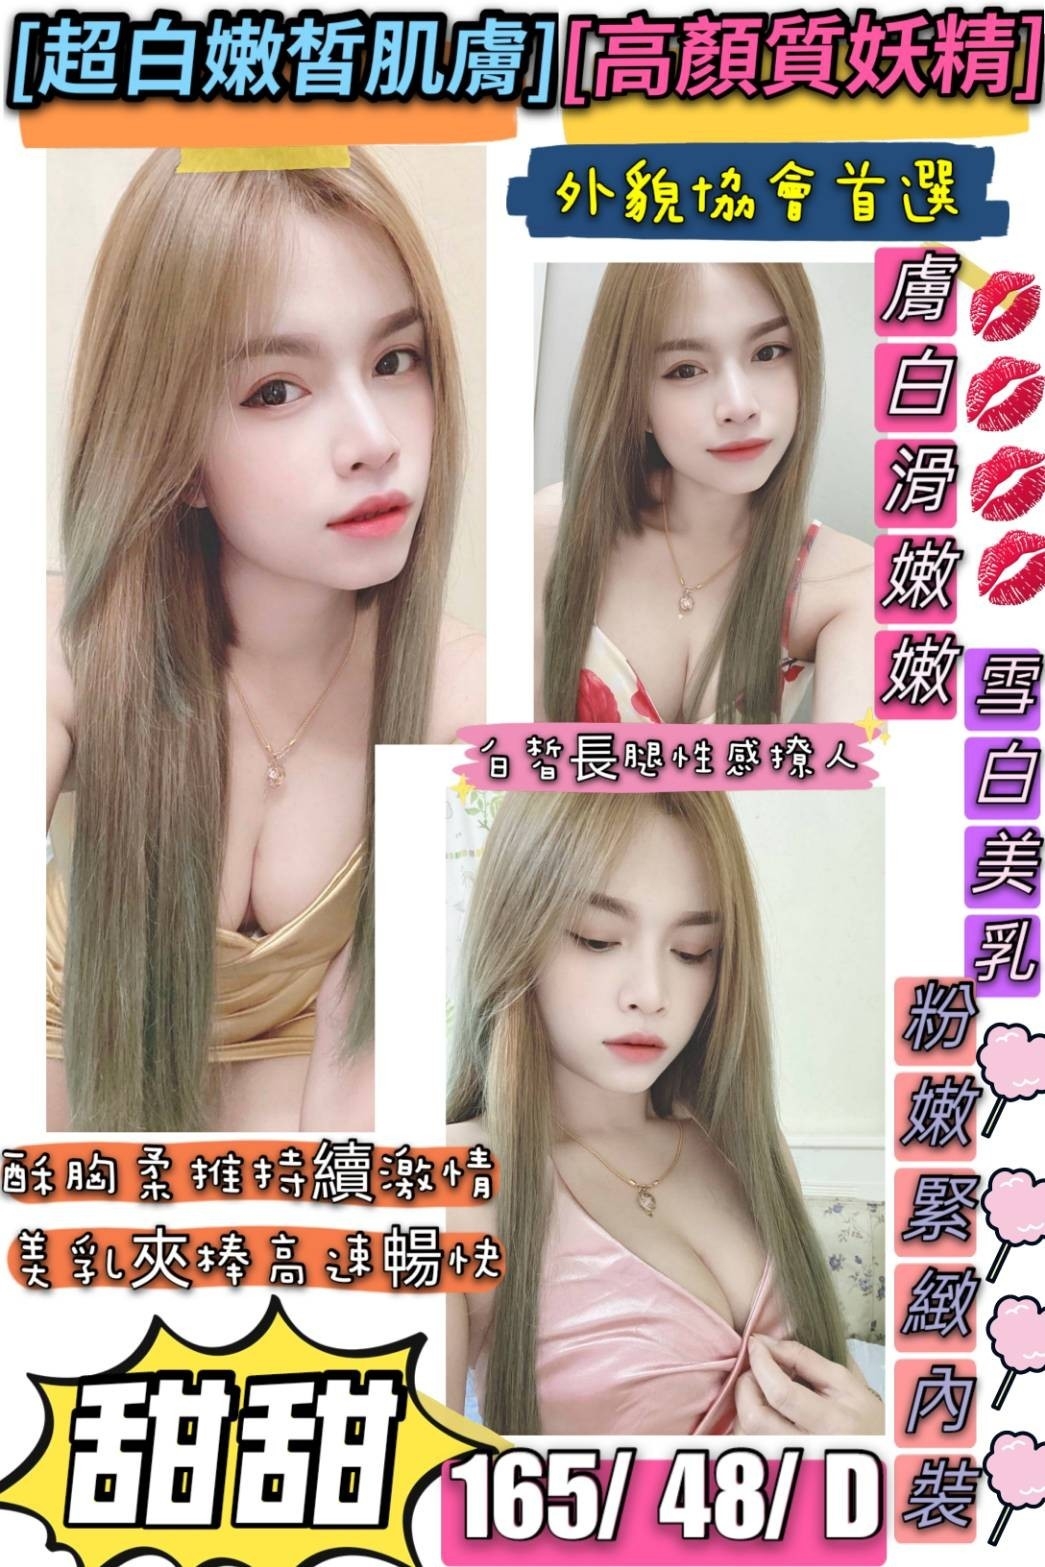 [超白嫩皙肌膚][高顏質妖精]
外貌協會首選
膚白滑嫩嫩
白皙長腿性感撩人
雪白美乳
粉嫩緊緻內裝
酥胸柔推持續激情
美乳夾棒高速暢快
甜甜
165/ 48/ D